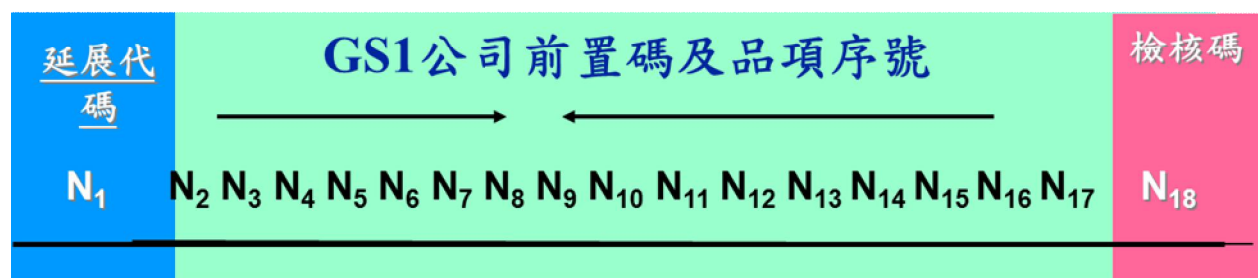 延展代
碼
GS1公司前置碼及品項序號
檢核碼
N₁ N₂ N₃ N₄ N₅ N₆ N₇ N₈ N₉ N₁₀ N₁₁ N₁₂ N₁₃ N₁₄ N₁₅ N₁₆ N₁₇ N₁₈